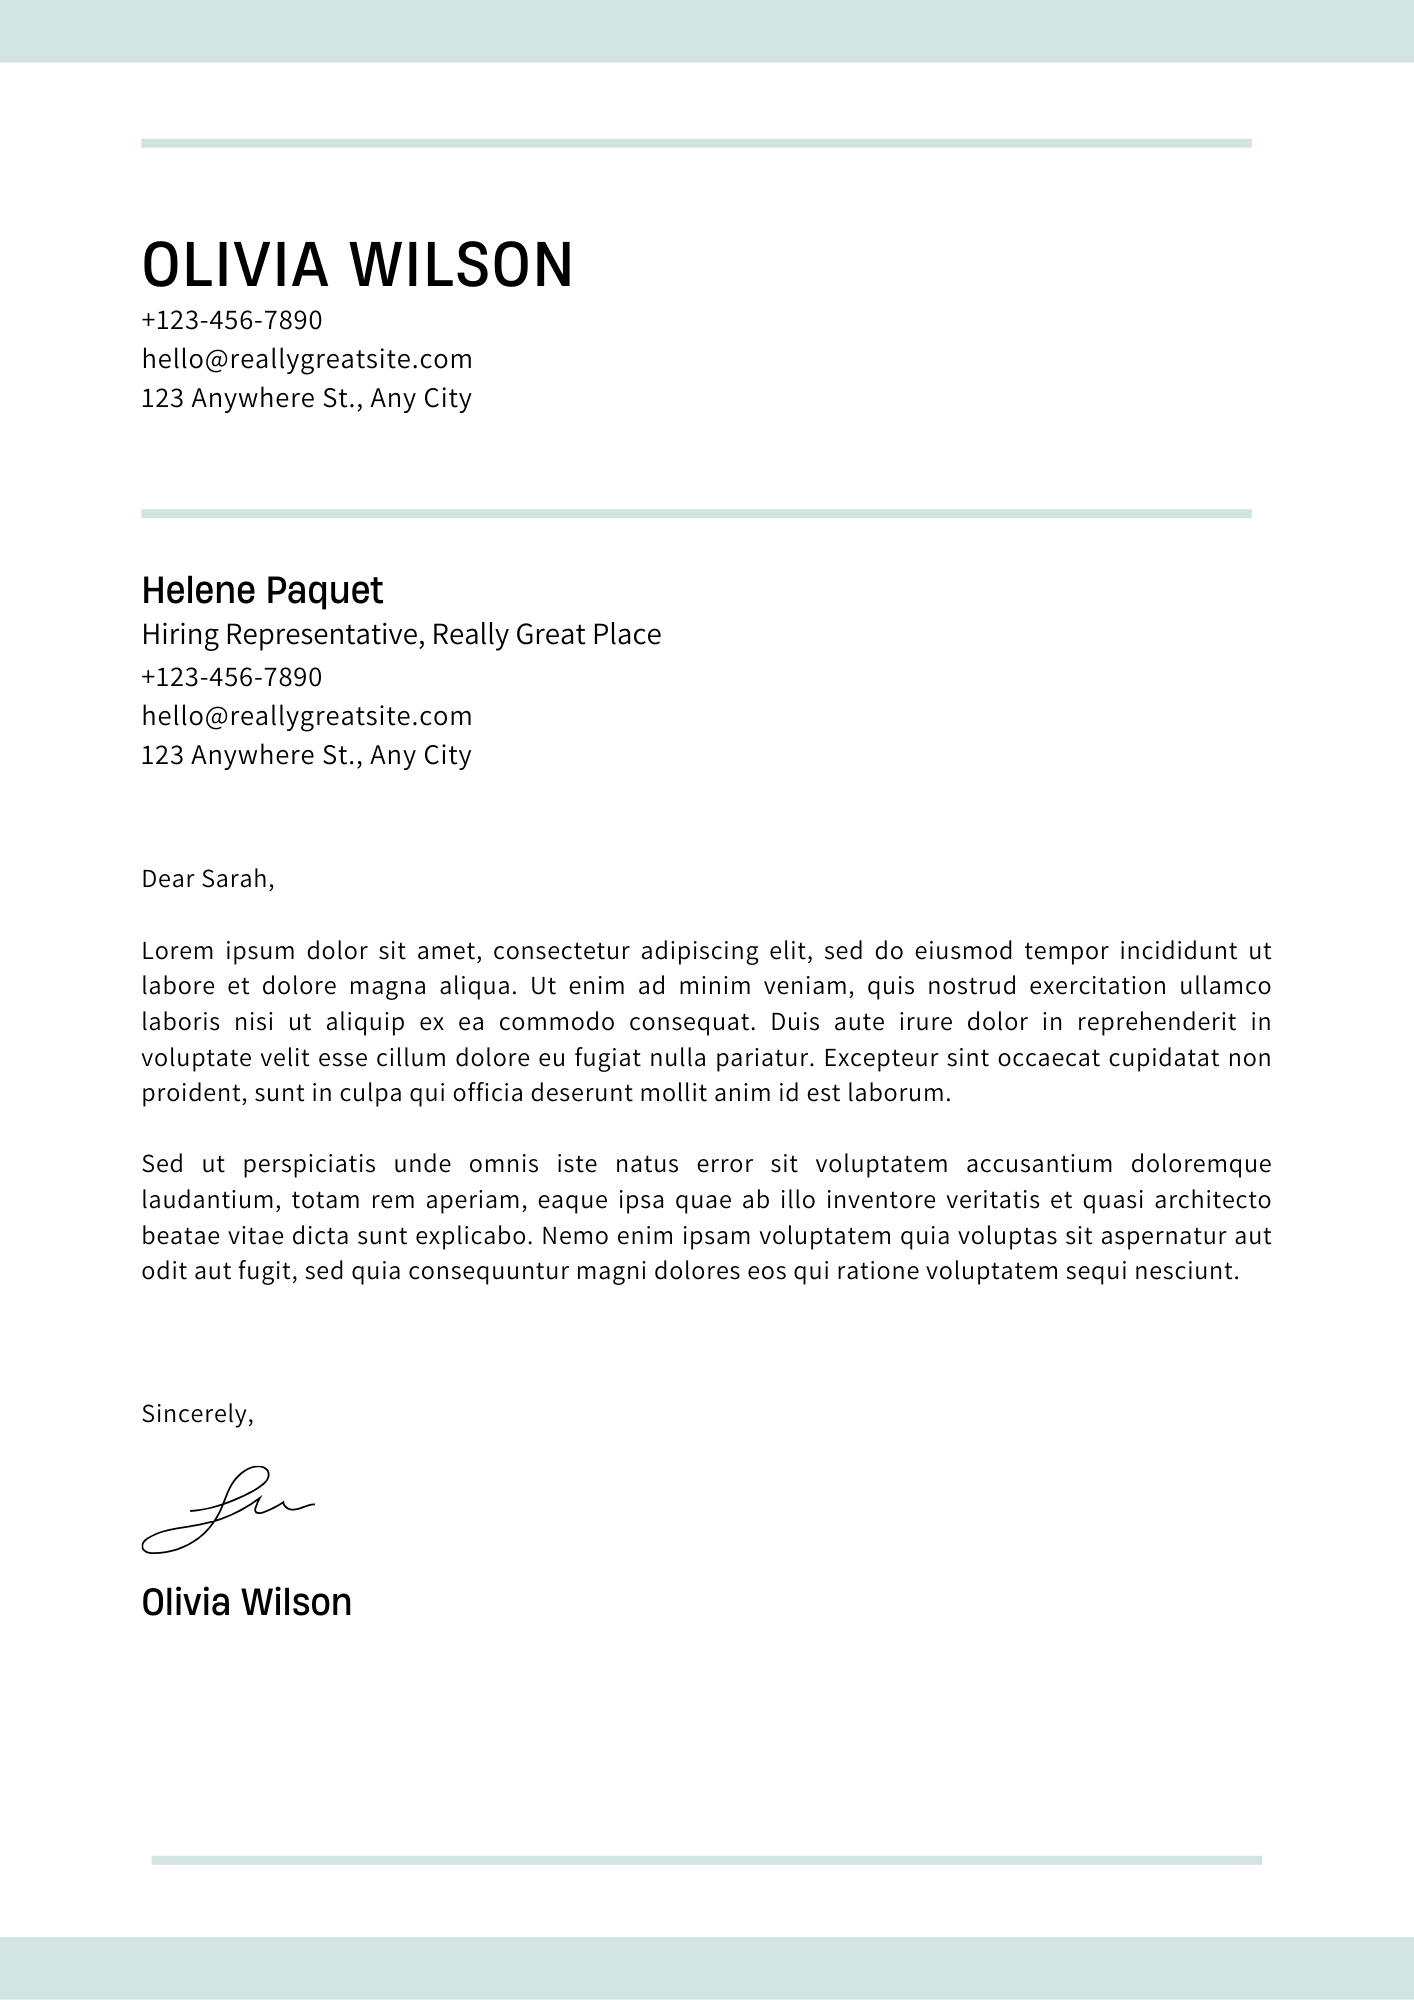 OLIVIA WILSON
+123-456-7890
hello@reallygreatsite.com
123 Anywhere St., Any City
Helene Paquet
Hiring Representative, Really Great Place
+123-456-7890
hello@reallygreatsite.com
123 Anywhere St., Any City
Dear Sarah,
Lorem ipsum dolor sit amet, consectetur adipiscing elit, sed do eiusmod tempor incididunt ut
labore et dolore magna aliqua. Ut enim ad minim veniam, quis nostrud exercitation ullamco
laboris nisi ut aliquip ex ea commodo consequat. Duis aute irure dolor in reprehenderit in
voluptate velit esse cillum dolore eu fugiat nulla pariatur. Excepteur sint occaecat cupidatat non
proident, sunt in culpa qui officia deserunt mollit anim id est laborum.
Sed ut perspiciatis unde omnis iste natus error sit voluptatem accusantium doloremque
laudantium, totam rem aperiam, eaque ipsa quae ab illo inventore veritatis et quasi architecto
beatae vitae dicta sunt explicabo. Nemo enim ipsam voluptatem quia voluptas sit aspernatur aut
odit aut fugit, sed quia consequuntur magni dolores eos qui ratione voluptatem sequi nesciunt.
Sincerely,
Olivia Wilson